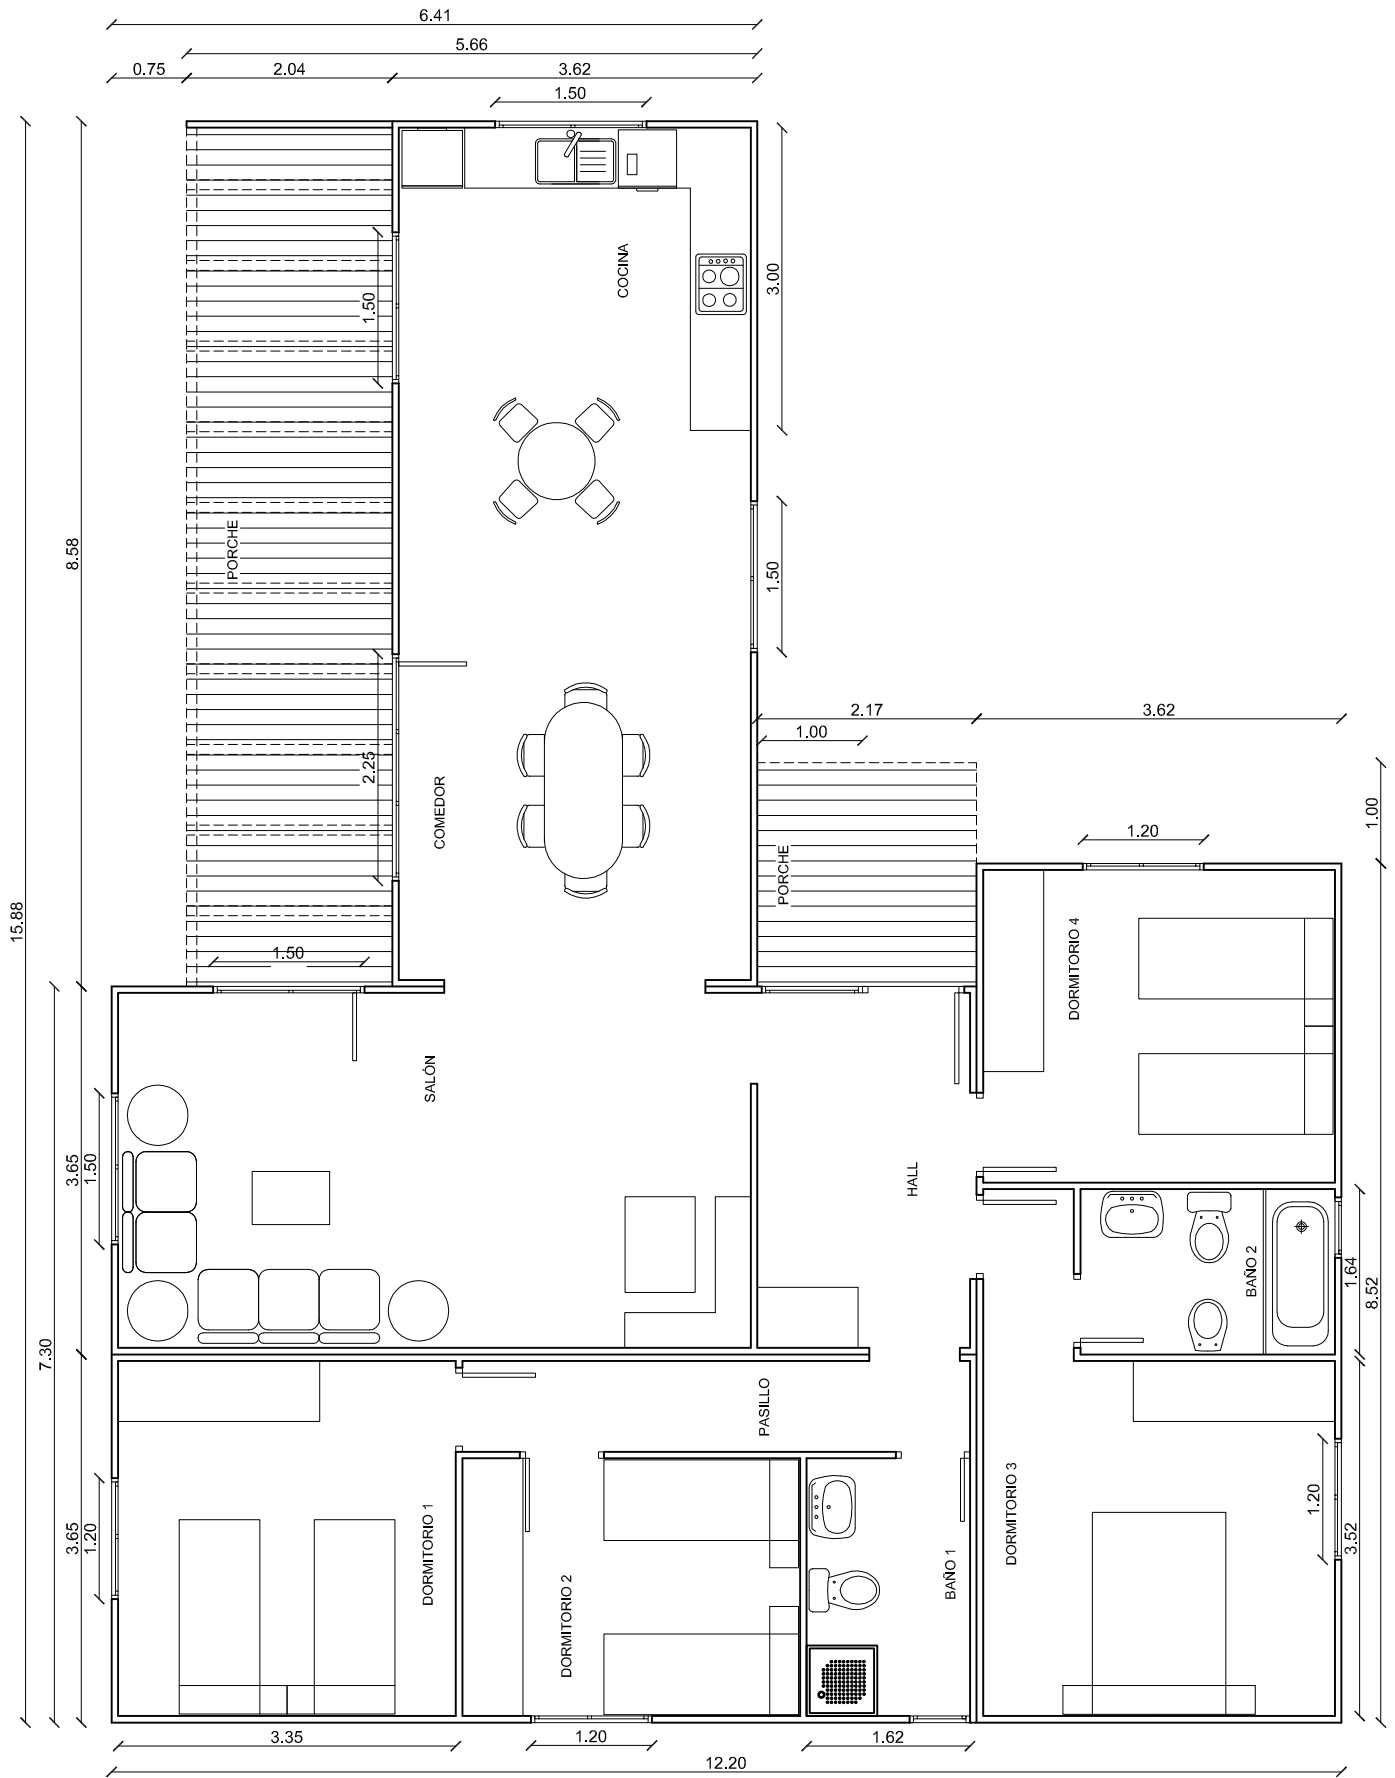 6.41
5.66
0.75
2.04
3.62
1.50
COCINA
3.00
1.50
PORCHE
8.58
1.50
2.17
3.62
1.00
2.25
COMEDOR
PORCHE
1.20
1.00
15.88
1.50
DORMITORIO 4
SALÓN
3.65
1.50
HALL
BAÑO 2
1.64
8.52
7.30
PASILLO
DORMITORIO 1
3.65
1.20
DORMITORIO 2
BAÑO 1
DORMITORIO 3
1.20
3.52
3.35
1.20
1.62
12.20